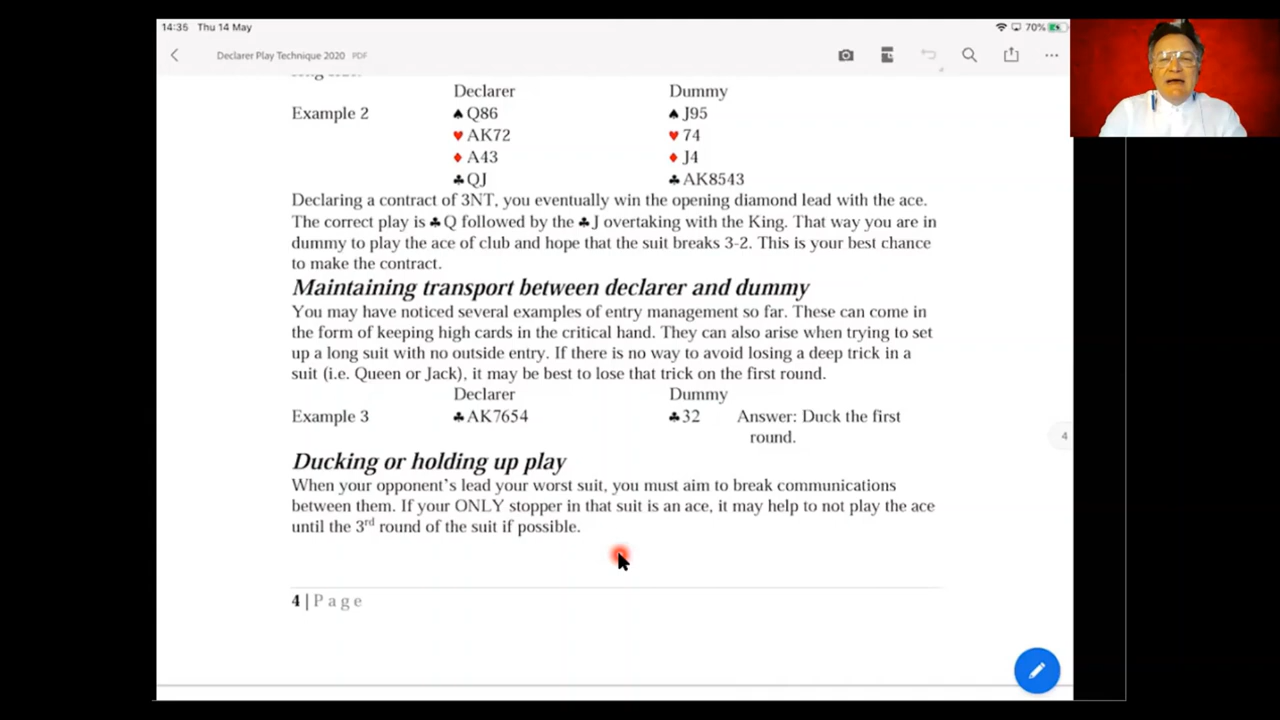 14:35 Thu 14 May
70%
Declarer Play Technique 2020 PDF
Declarer Dummy
Example 2 ♠ Q86 ♠ J95
♥ AK72 ♥ 74
♦ A43 ♦ J4
♣ QJ ♣ AK8543
Declaring a contract of 3NT, you eventually win the opening diamond lead with the ace.
The correct play is ♣ Q followed by the ♣ J overtaking with the King. That way you are in
dummy to play the ace of club and hope that the suit breaks 3-2. This is your best chance
to make the contract.
Maintaining transport between declarer and dummy
You may have noticed several examples of entry management so far. These can come in
the form of keeping high cards in the critical hand. They can also arise when trying to set
up a long suit with no outside entry. If there is no way to avoid losing a deep trick in a
suit (i.e. Queen or Jack), it may be best to lose that trick on the first round.
Declarer Dummy
Example 3 ♣ AK7654 ♣ 32 Answer: Duck the first
round.
4
Ducking or holding up play
When your opponent's lead your worst suit, you must aim to break communications
between them. If your ONLY stopper in that suit is an ace, it may help to not play the ace
until the 3rd round of the suit if possible.
4 | Page